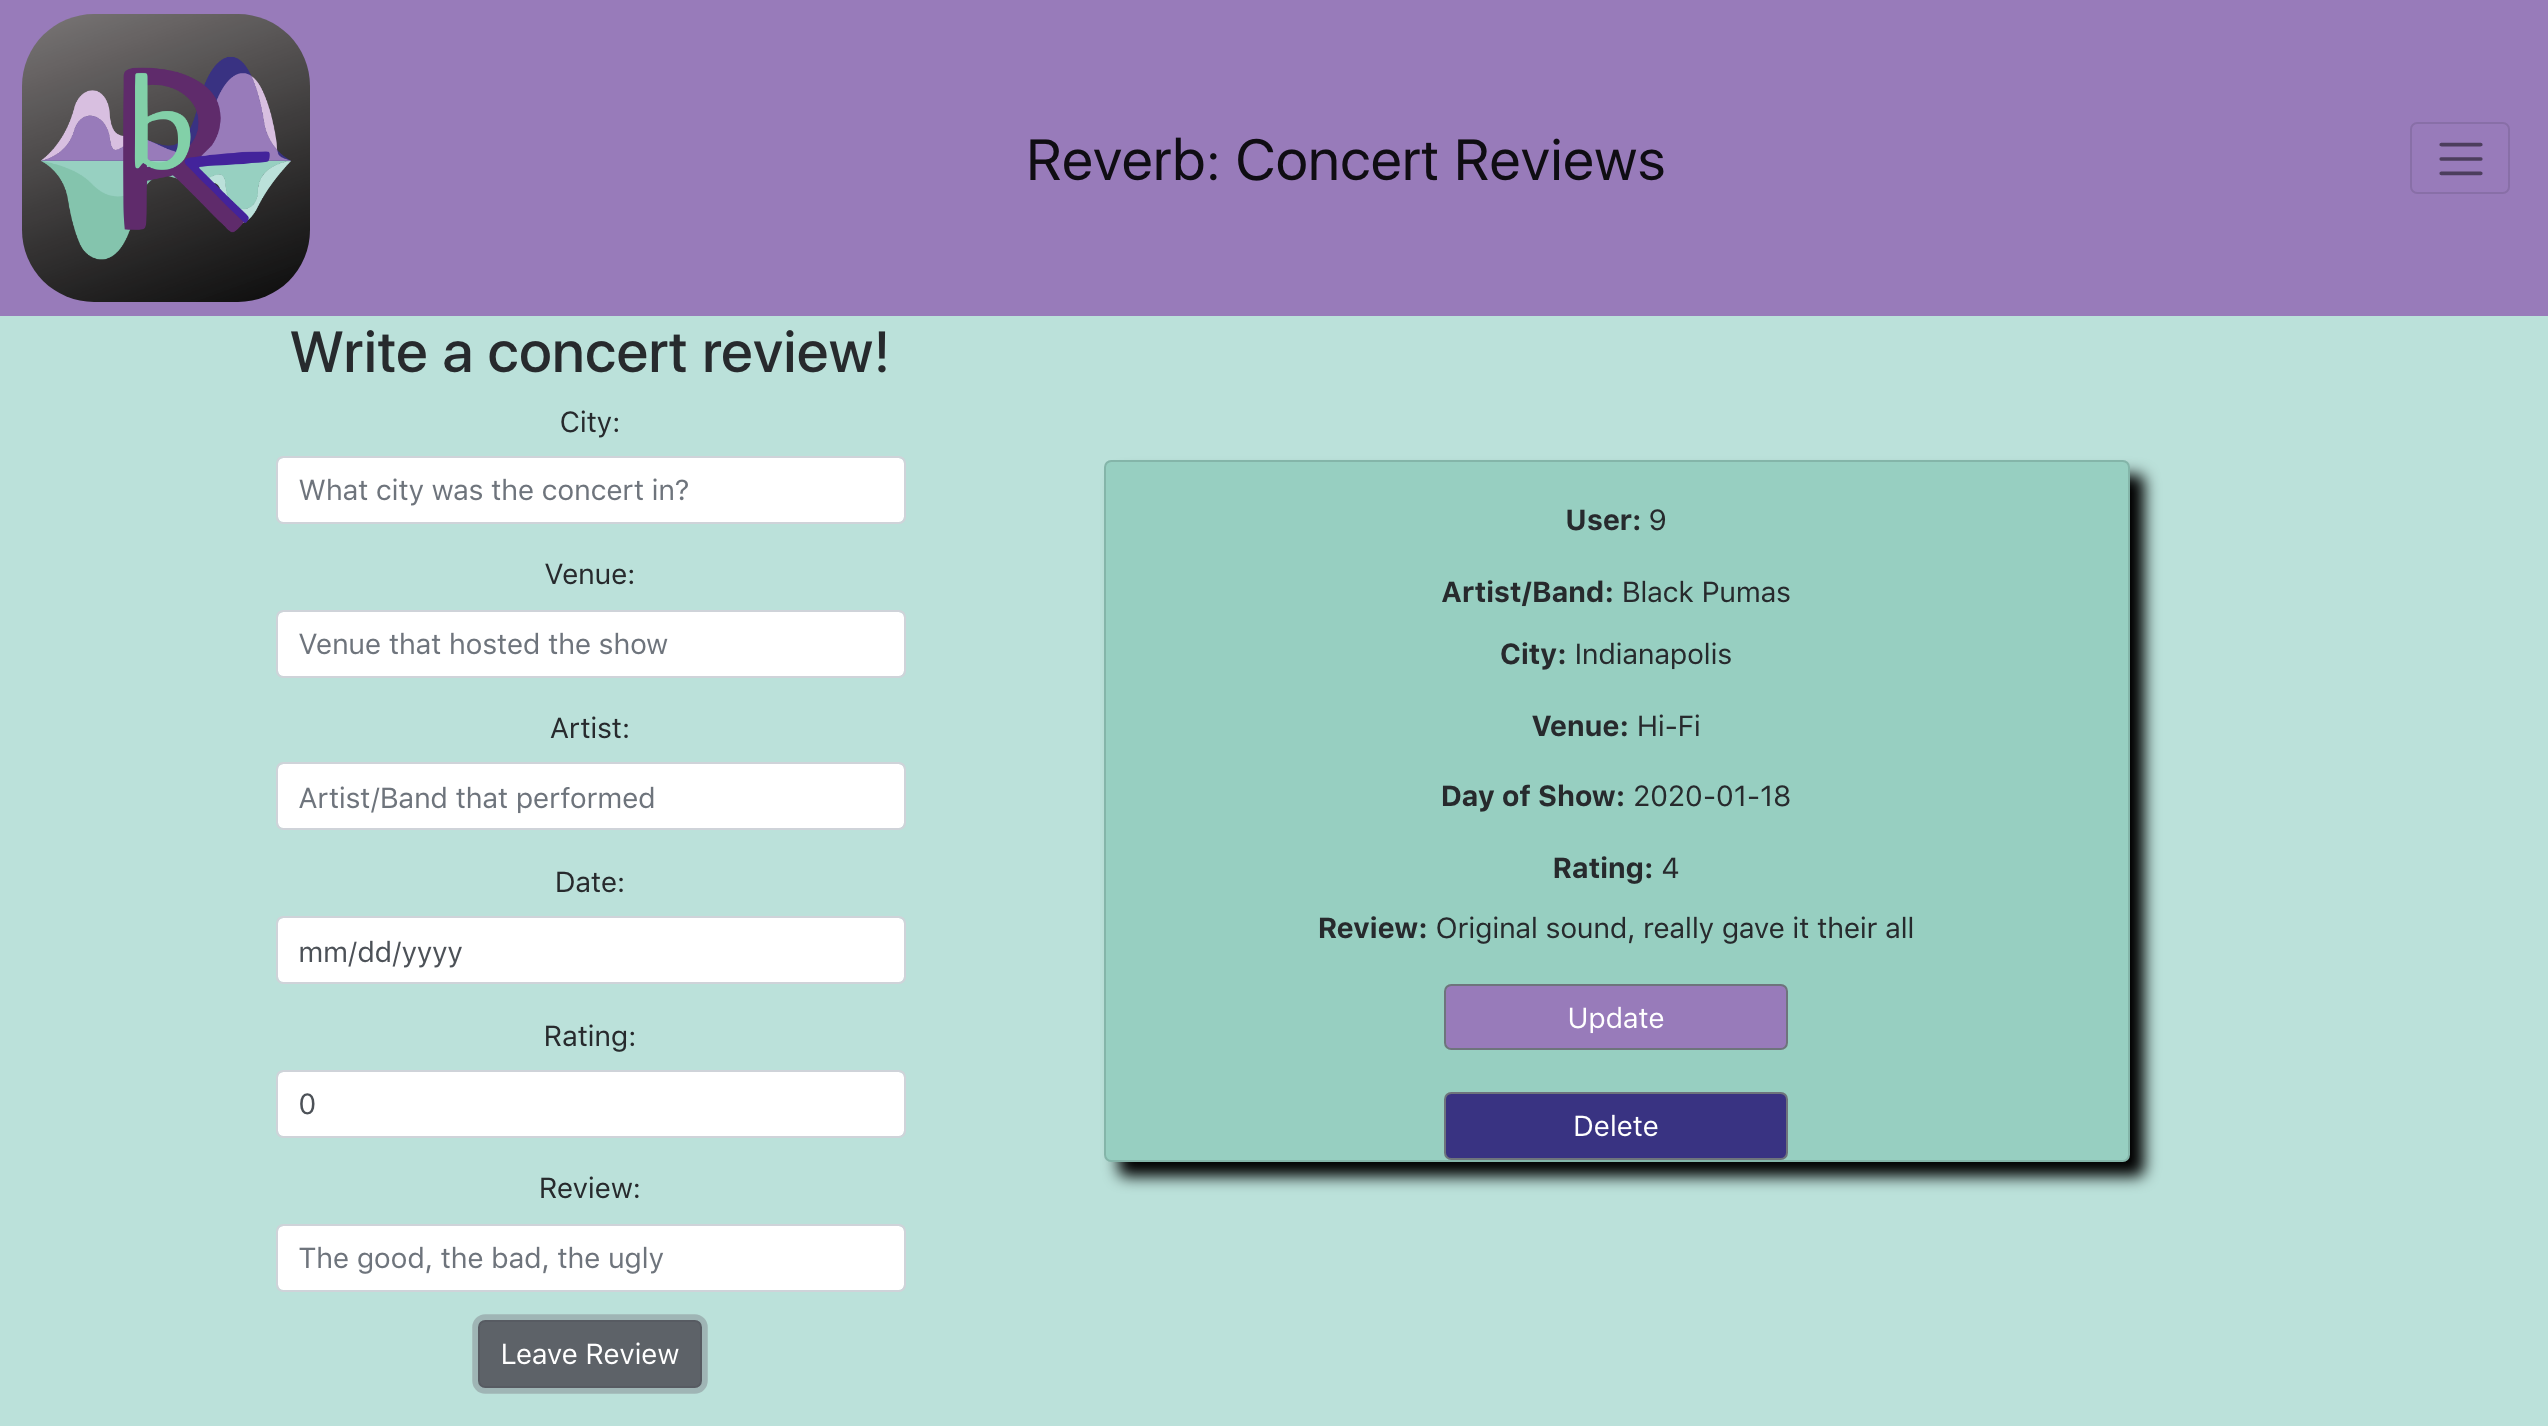 Rb
Reverb: Concert Reviews
Write a concert review!
City:
What city was the concert in?
Venue:
Venue that hosted the show
Artist:
Artist/Band that performed
Date:
mm/dd/yyyy
Rating:
0
Review:
The good, the bad, the ugly
Leave Review
User: 9
Artist/Band: Black Pumas
City: Indianapolis
Venue: Hi-Fi
Day of Show: 2020-01-18
Rating: 4
Review: Original sound, really gave it their all
Update
Delete